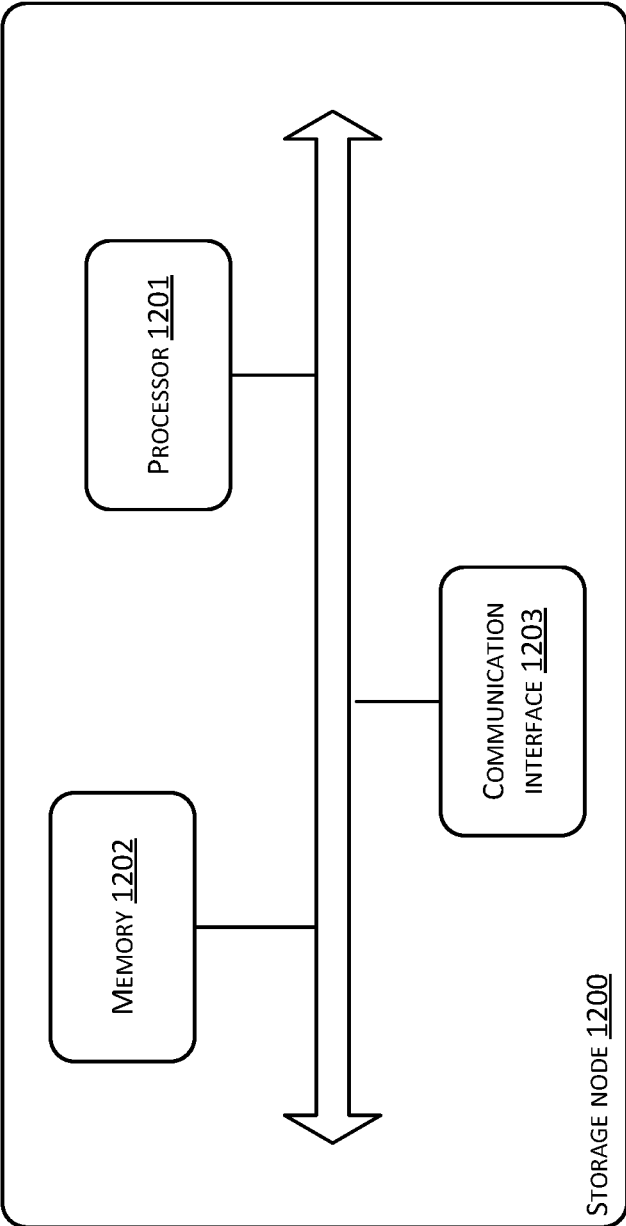 MEMORY 1202
PROCESSOR 1201
COMMUNICATION
INTERFACE 1203
STORAGE NODE 1200